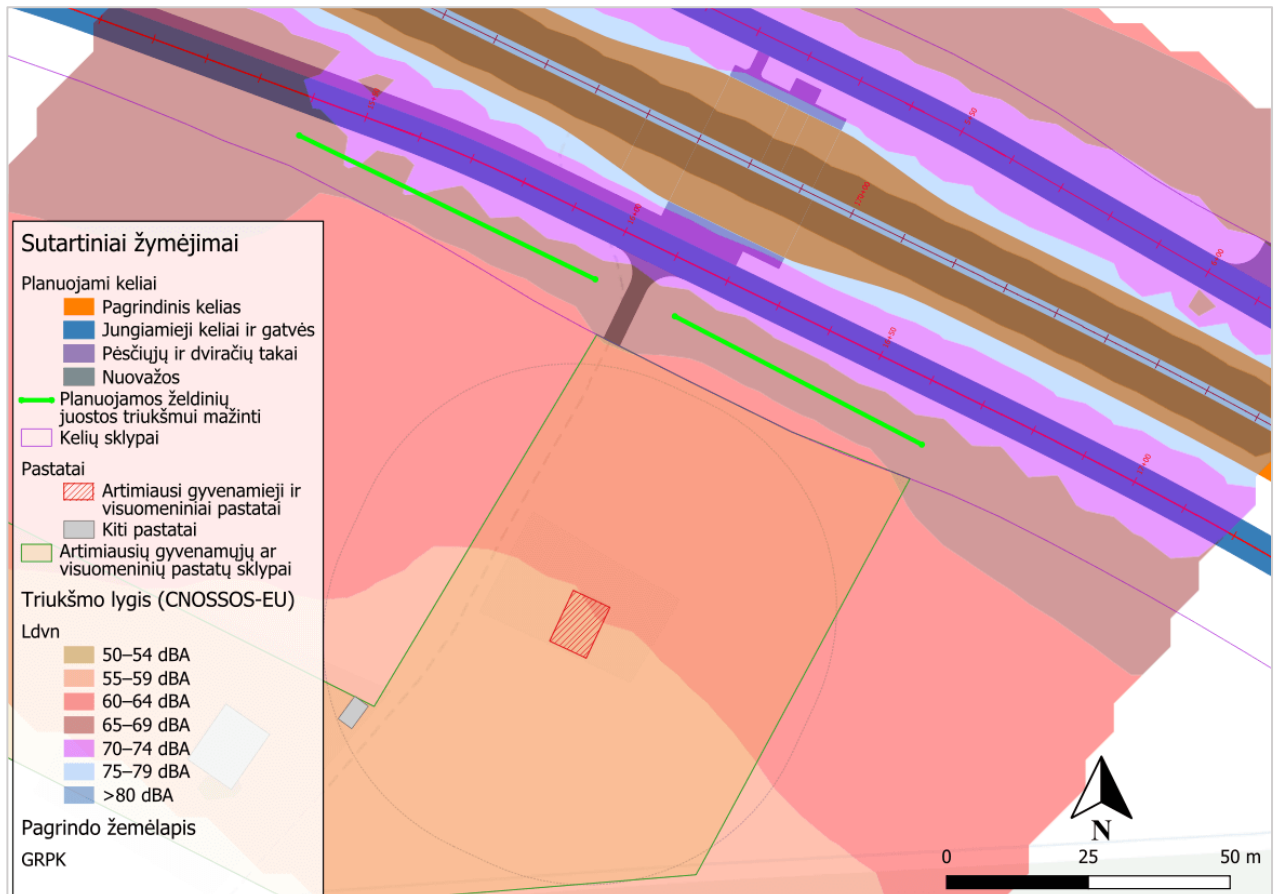 Sutartiniai žymėjimai
Planuojami keliai
Pagrindinis kelias
Jungiamieji keliai ir gatvės
Pėsčiųjų ir dviračių takai
Nuovažos
Planuojamos želdinių
juostos triukšmui mažinti
Kelių sklypai
Pastatai
Artimiausi gyvenamieji ir
visuomeniniai pastatai
Kiti pastatai
Artimiausių gyvenamųjų ar
visuomeninių pastatų sklypai
Triukšmo lygis (CNOSSOS-EU)
Ldvn
50–54 dBA
55–59 dBA
60–64 dBA
65–69 dBA
70–74 dBA
75–79 dBA
>80 dBA
Pagrindo žemėlapis
GRPK
170+00
N
0 25 50 m